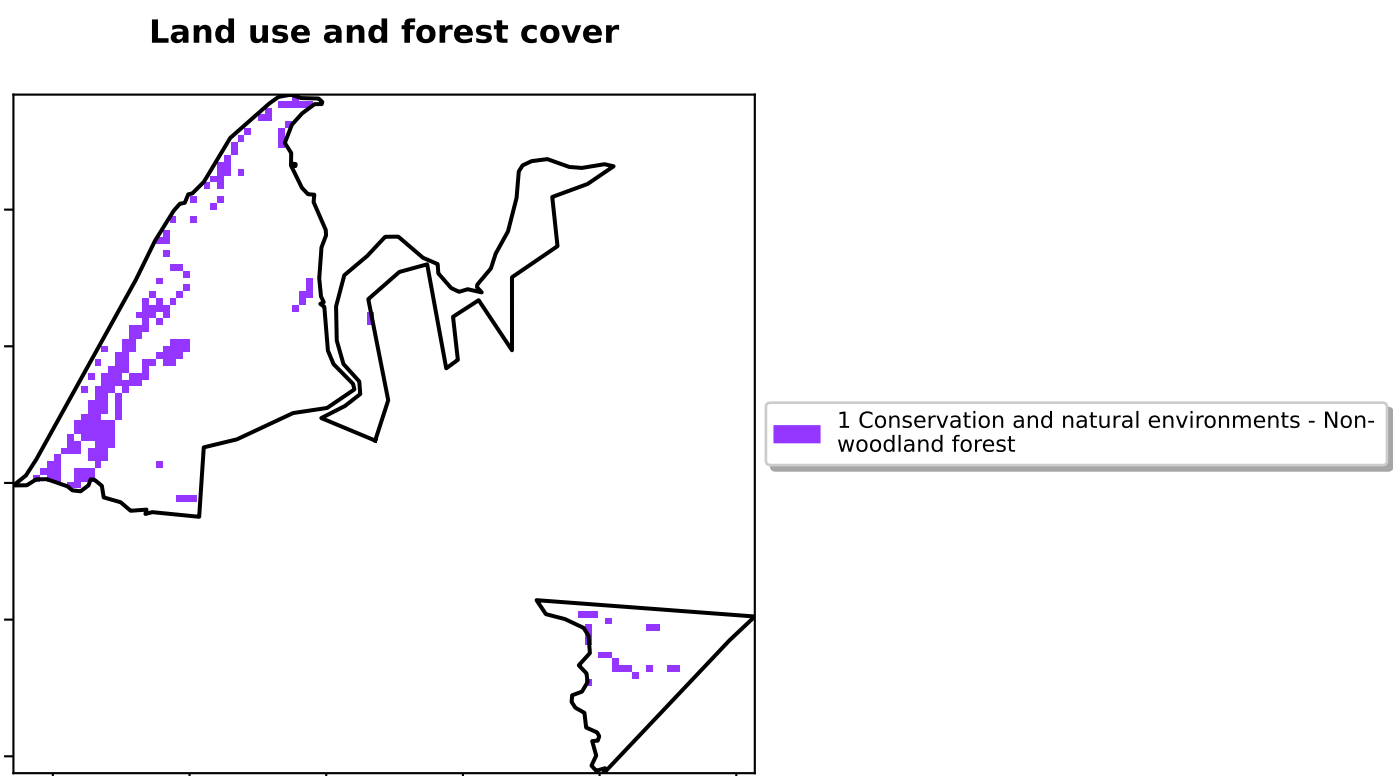 Land use and forest cover
1 Conservation and natural environments - Non-
woodland forest